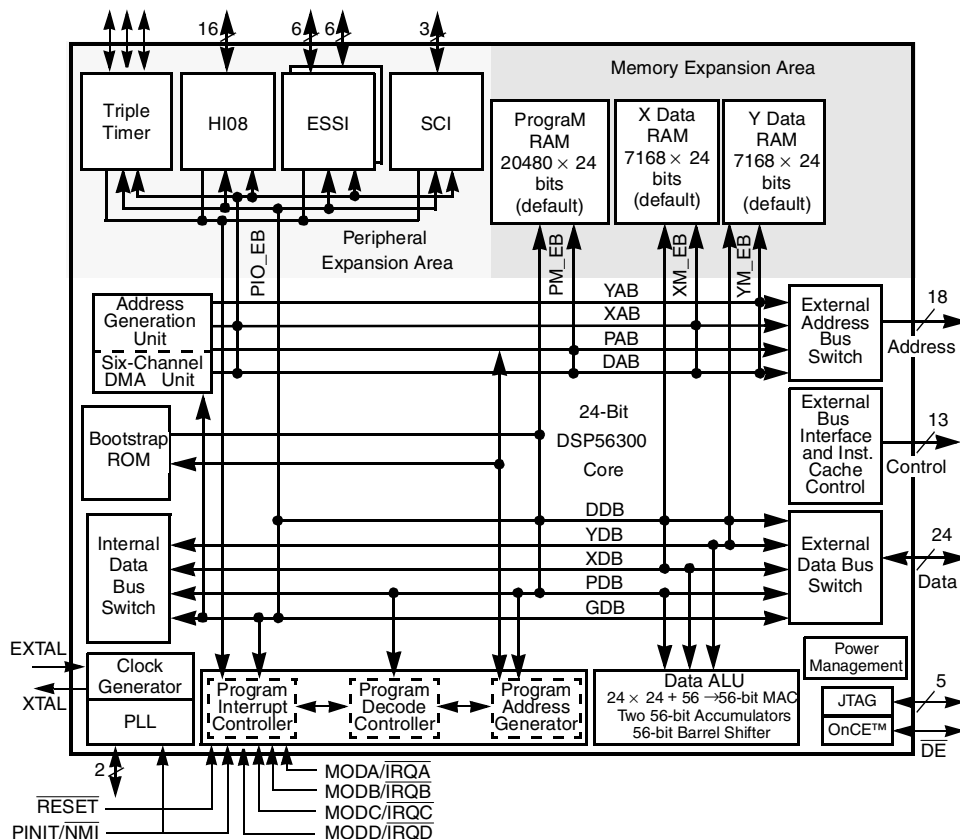 16
6
6
3
Memory Expansion Area
Triple
Timer
HI08
ESSI
SCI
PrograM
RAM
20480 × 24
bits
(default)
X Data
RAM
7168 × 24
bits
(default)
Y Data
RAM
7168 × 24
bits
(default)
Peripheral
Expansion Area
PIO_EB
PM_EB
XM_EB
YM_EB
Address
Generation
Unit
Six-Channel
DMA Unit
YAB
XAB
PAB
DAB
External
Address
Bus
Switch
18
Address
Bootstrap
ROM
24-Bit
DSP56300
Core
External
Bus
Interface
and Inst.
Cache
Control
13
Control
Internal
Data
Bus
Switch
DDB
YDB
XDB
PDB
GDB
External
Data Bus
Switch
24
Data
EXTAL
XTAL
Clock
Generator
PLL
Program
Interrupt
Controller
Program
Decode
Controller
Program
Address
Generator
Data ALU
24 × 24 + 56 →56-bit MAC
Two 56-bit Accumulators
56-bit Barrel Shifter
Power
Management
JTAG
OnCE™
5
DE
2
RESET
PINIT/NMI
MODA/IRQA
MODB/IRQB
MODC/IRQC
MODD/IRQD